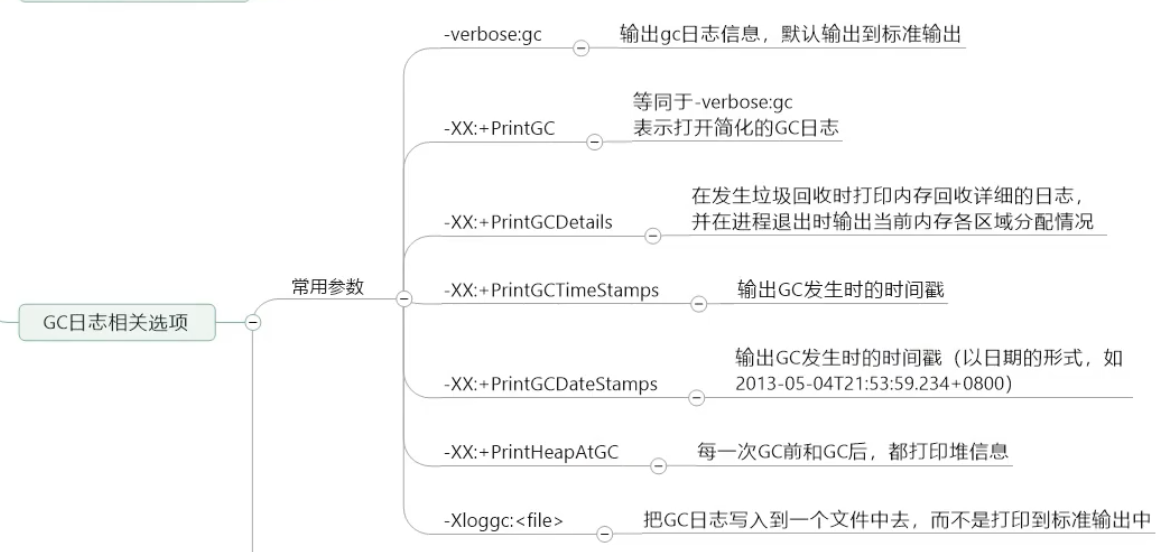 -verbose:gc
输出gc日志信息，默认输出到标准输出
-XX:+PrintGC
等同于-verbose:gc
表示打开简化的GC日志
-XX:+PrintGCDetails
在发生垃圾回收时打印内存回收详细的日志，
并在进程退出时输出当前内存各区域分配情况
常用参数
-XX:+PrintGCTimeStamps
输出GC发生时的时间戳
GC日志相关选项
-XX:+PrintGCDateStamps
输出GC发生时的时间戳（以日期的形式，如
2013-05-04T21:53:59.234+0800）
-XX:+PrintHeapAtGC
每一次GC前和GC后，都打印堆信息
-Xloggc:<file>
把GC日志写入到一个文件中去，而不是打印到标准输出中